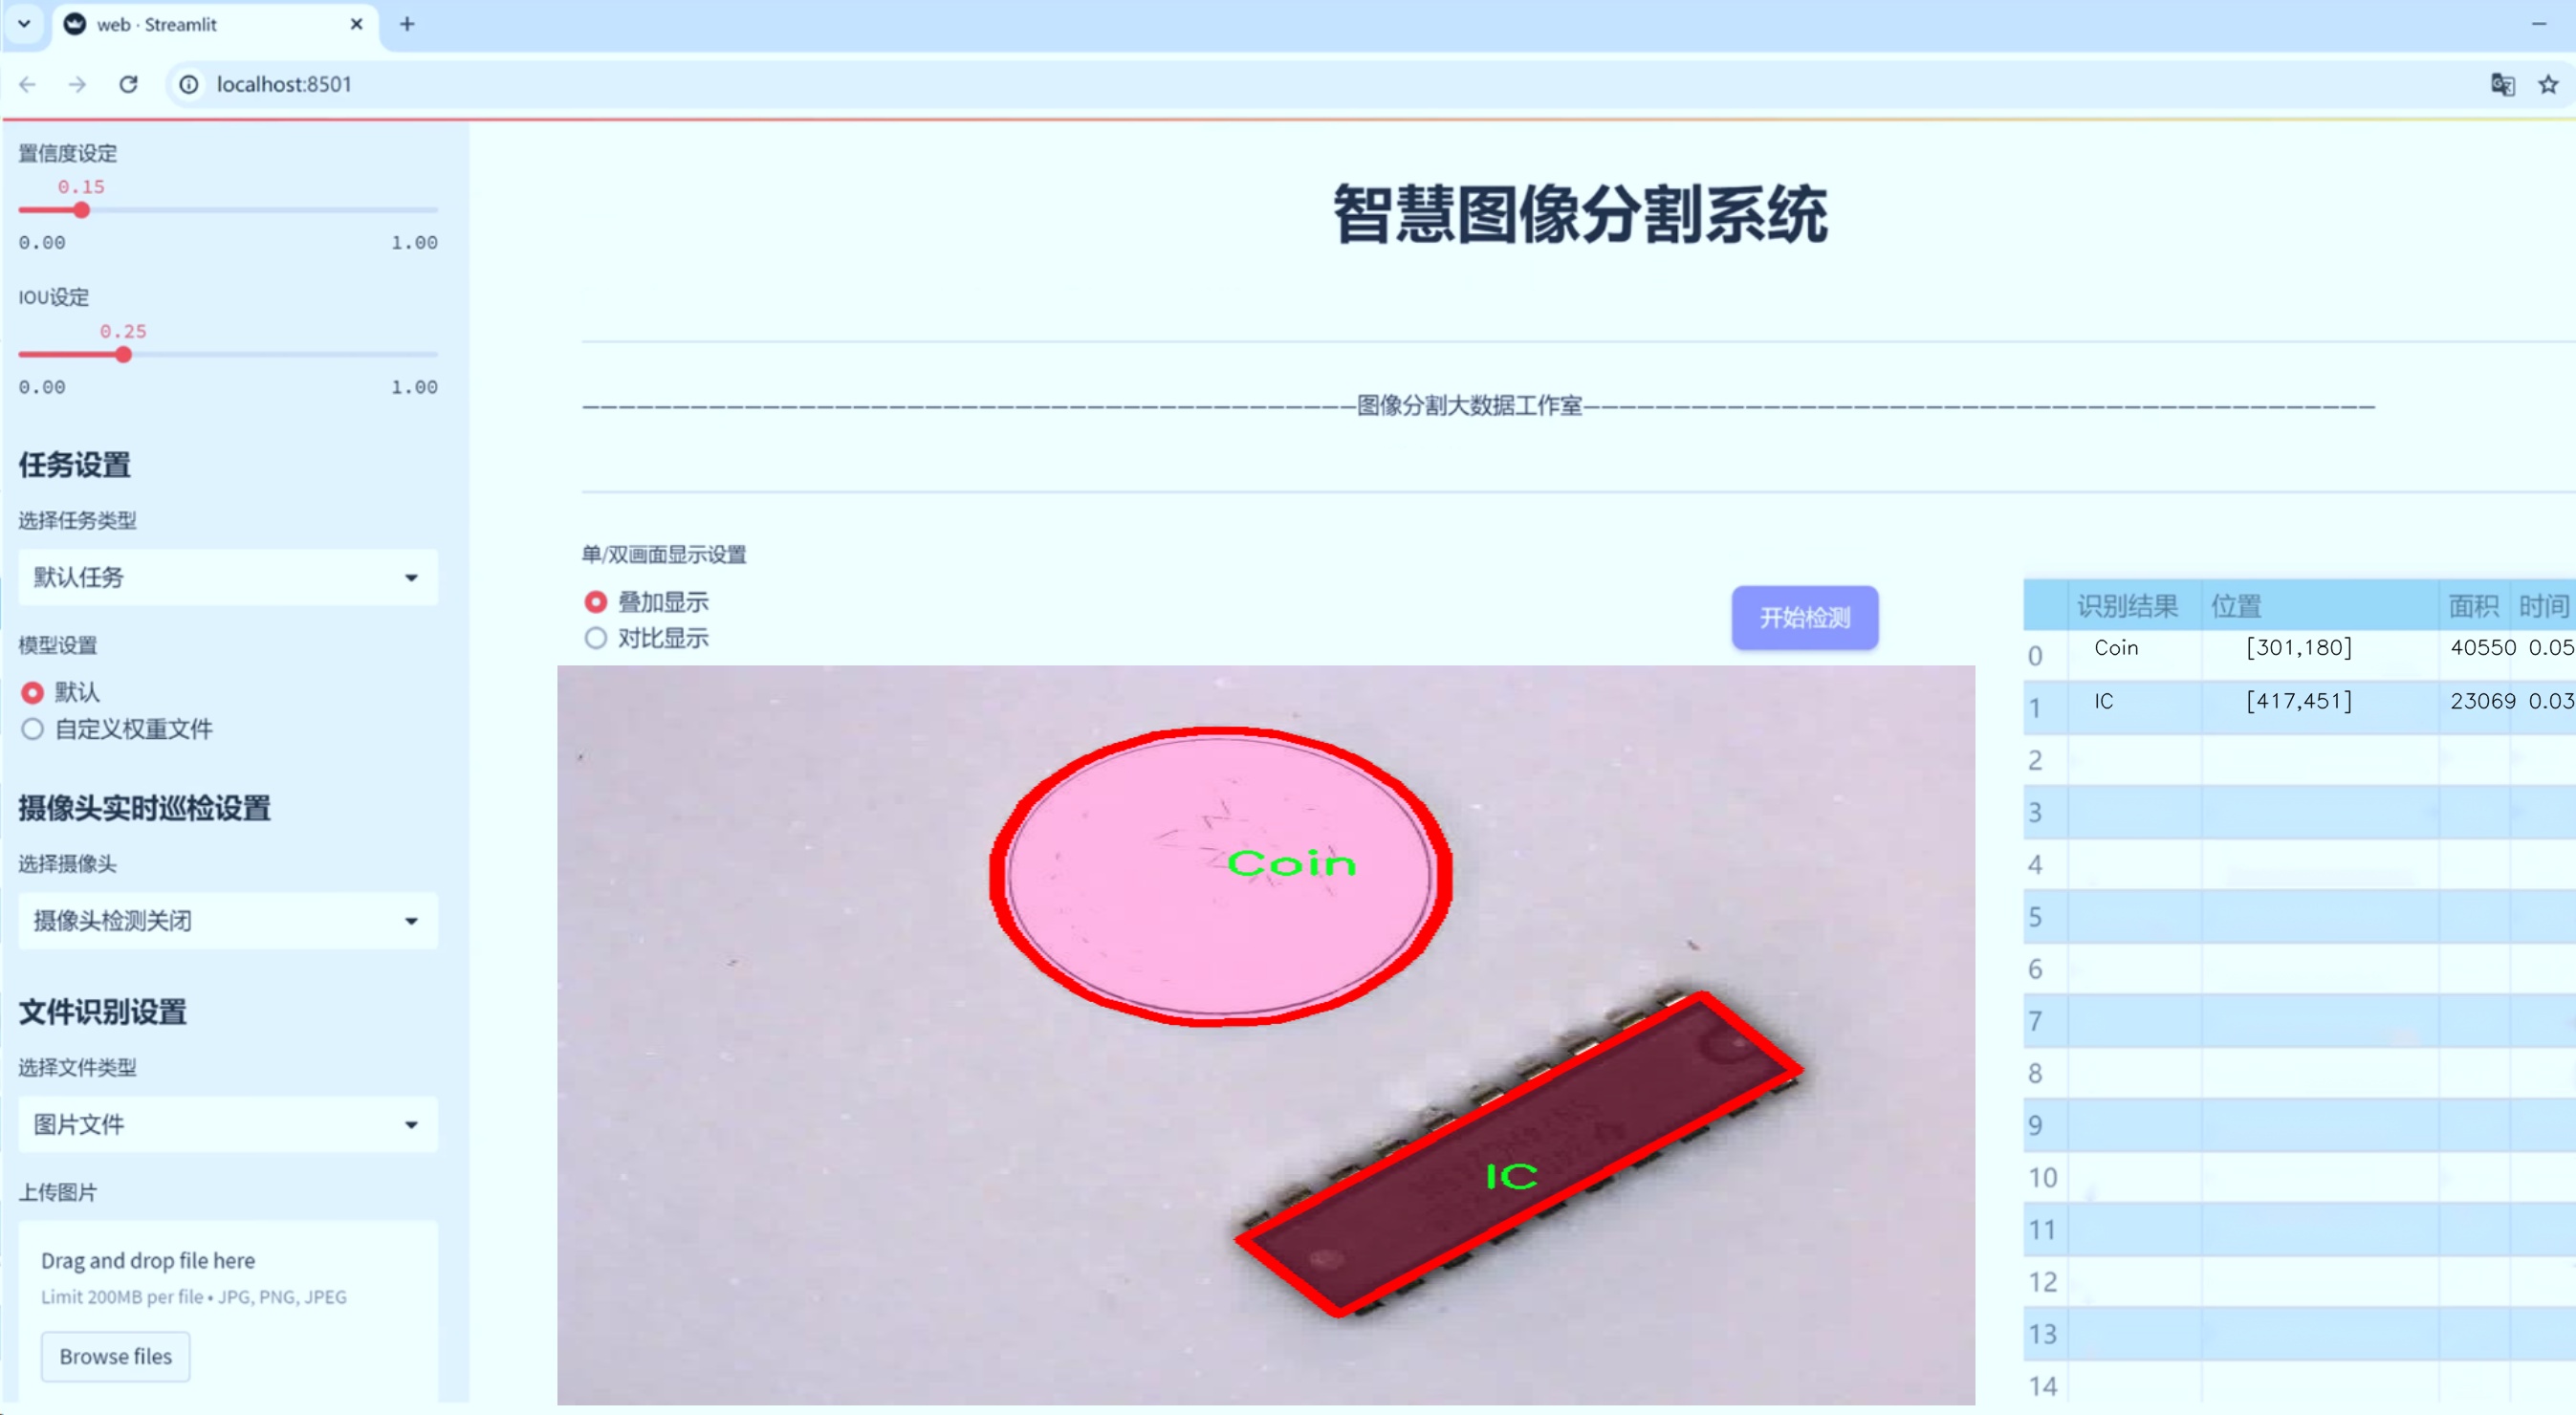 web · Streamlit
localhost:8501
置信度设定
0.15
0.00 1.00
IOU设定
0.25
0.00 1.00
任务设置
选择任务类型
默认任务
模型设置
默认
自定义权重文件
摄像头实时巡检设置
选择摄像头
摄像头检测关闭
文件识别设置
选择文件类型
图片文件
上传图片
Drag and drop file here
Limit 200MB per file • JPG, PNG, JPEG
Browse files
智慧图像分割系统
———————————————————————————————————————————图像分割大数据工作室————————————————————————————————————————————
单/双画面显示设置
叠加显示
对比显示
开始检测
Coin
IC
识别结果 位置 面积 时间
0 Coin [301,180] 40550 0.05
1 IC [417,451] 23069 0.03
2
3
4
5
6
7
8
9
10
11
12
13
14